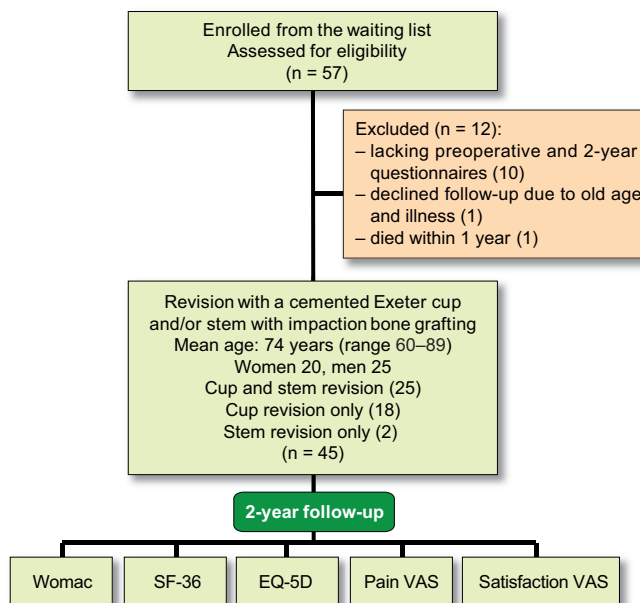 Enrolled from the waiting list
Assessed for eligibility
(n = 57)
Excluded (n = 12):
– lacking preoperative and 2-year
questionnaires (10)
– declined follow-up due to old age
and illness (1)
– died within 1 year (1)
Revision with a cemented Exeter cup
and/or stem with impaction bone grafting
Mean age: 74 years (range 60–89)
Women 20, men 25
Cup and stem revision (25)
Cup revision only (18)
Stem revision only (2)
(n = 45)
2-year follow-up
Womac
SF-36
EQ-5D
Pain VAS
Satisfaction VAS